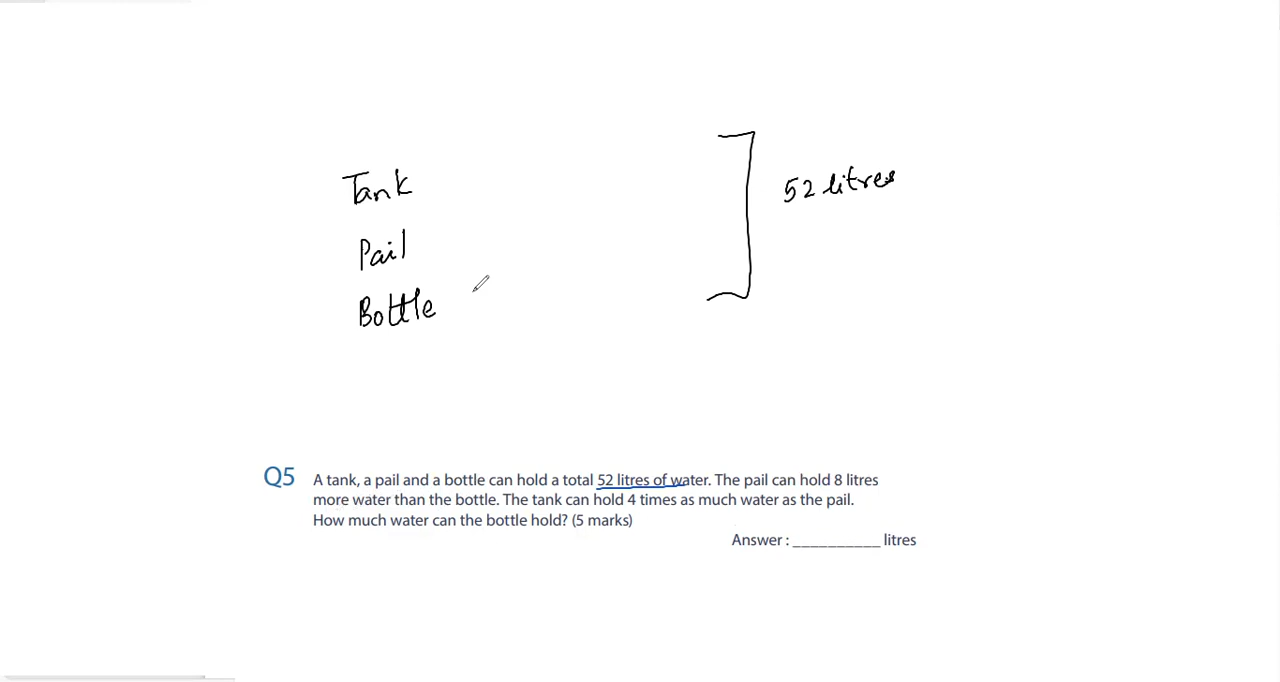 Tank
52 litres
Pail
Bottle
Q5 A tank, a pail and a bottle can hold a total 52 litres of water. The pail can hold 8 litres
more water than the bottle. The tank can hold 4 times as much water as the pail.
How much water can the bottle hold? (5 marks)
Answer : __________ litres